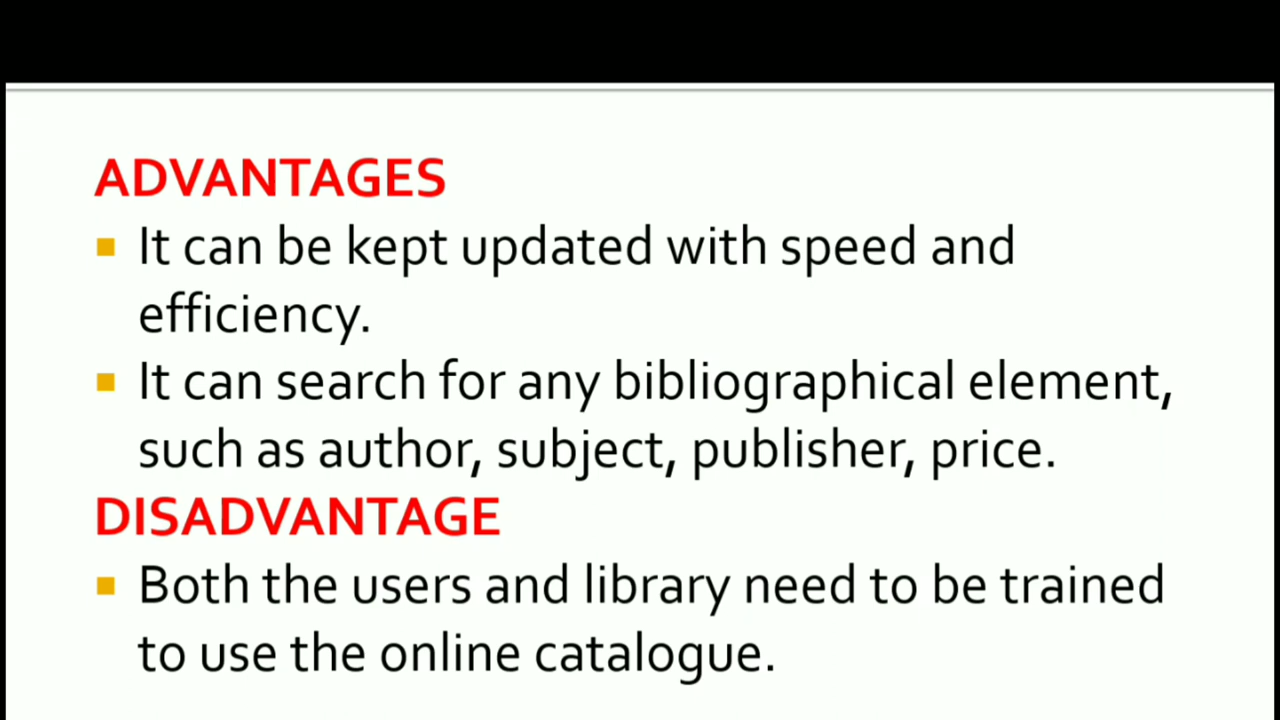 ADVANTAGES
It can be kept updated with speed and
efficiency.
It can search for any bibliographical element,
such as author, subject, publisher, price.
DISADVANTAGE
Both the users and library need to be trained
to use the online catalogue.